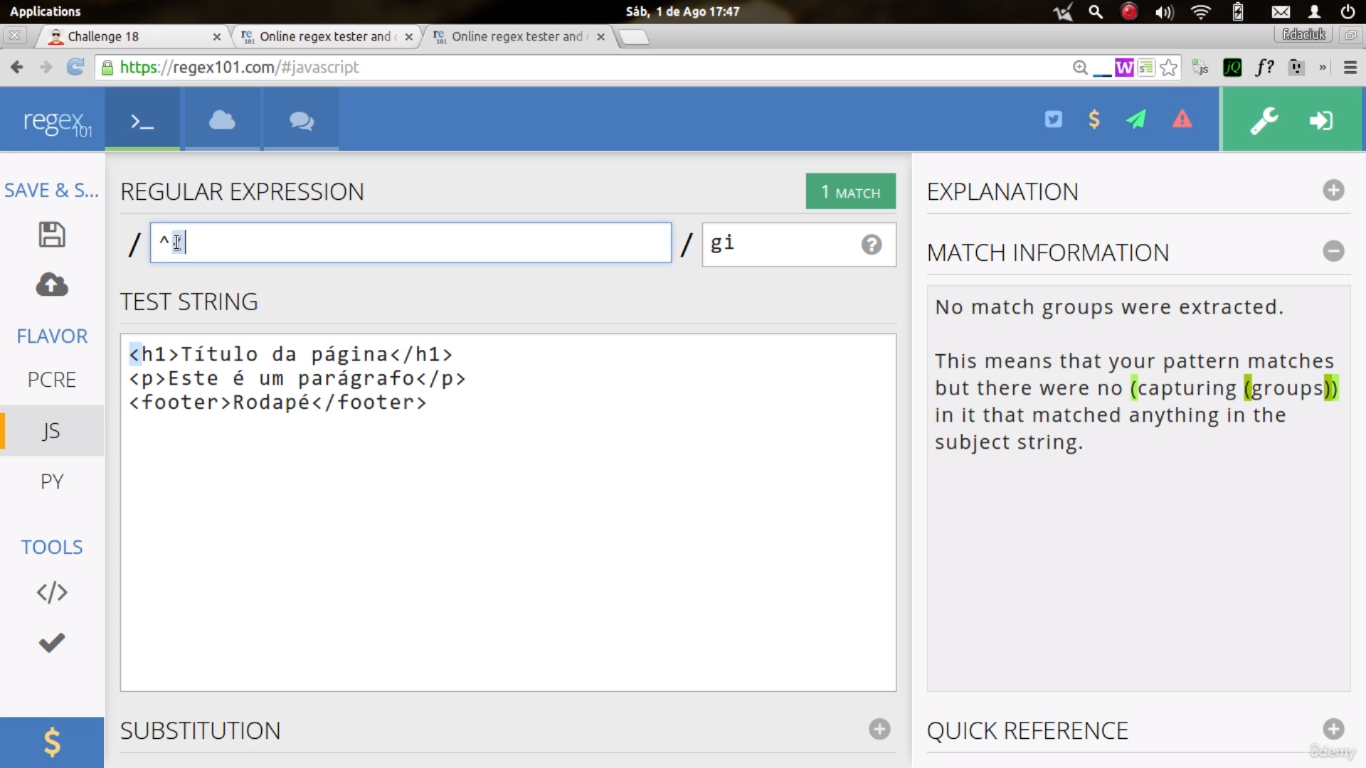 Applications
Sáb, 1 de Ago 17:47
Challenge 18
Online regex tester and
Online regex tester and
f.daciuk
https://regex101.com/#javascript
regex101
SAVE & S...
REGULAR EXPRESSION
1 MATCH
EXPLANATION
/ ^ / gi
MATCH INFORMATION
TEST STRING
No match groups were extracted.
This means that your pattern matches
but there were no (capturing (groups))
in it that matched anything in the
subject string.
FLAVOR
PCRE
JS
PY
<h1>Título da página</h1>
<p>Este é um parágrafo</p>
<footer>Rodapé</footer>
TOOLS
SUBSTITUTION
QUICK REFERENCE
ûdemy